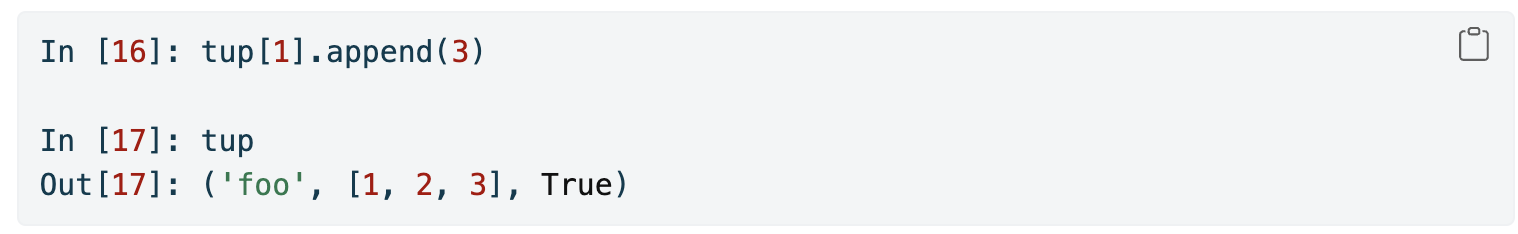 In [16]: tup[1].append(3)
In [17]: tup
Out[17]: ('foo', [1, 2, 3], True)